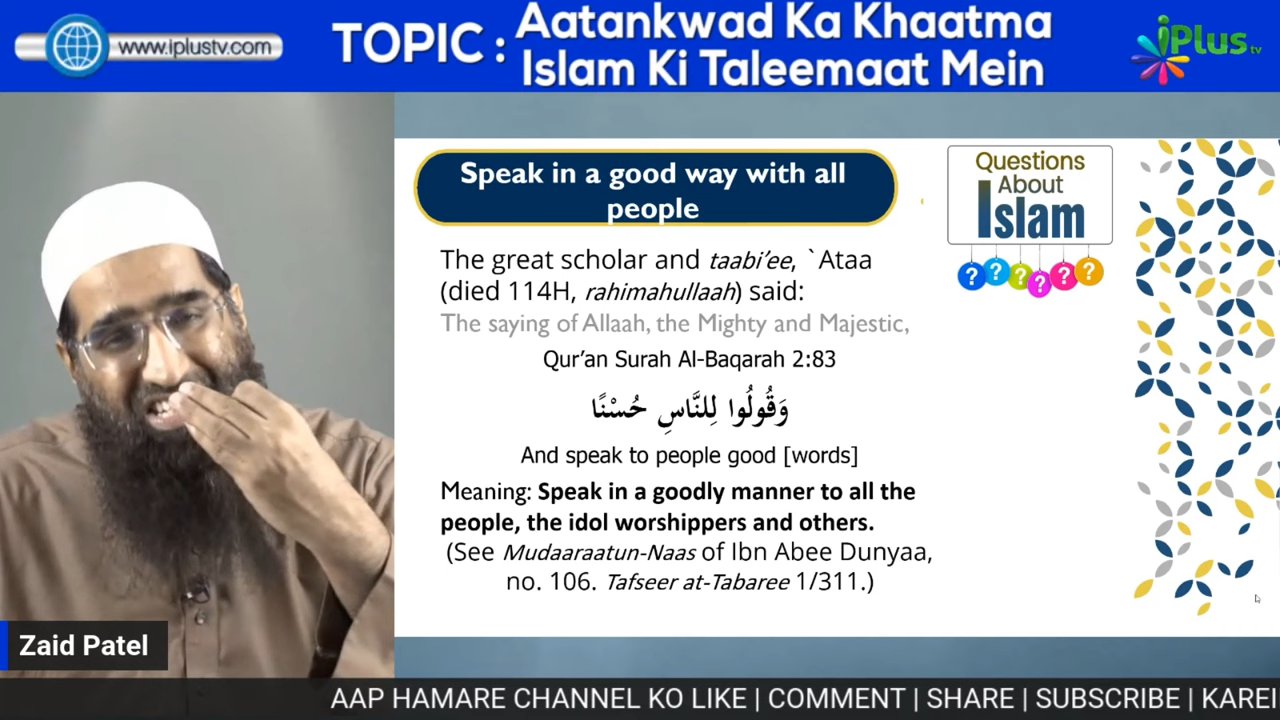 www.iplustv.com
TOPIC :
Aatankwad Ka Khaatma
Islam Ki Taleemaat Mein
iPlus tv
Speak in a good way with all
people
Questions
About
Islam
? ? ? ? ? ?
The great scholar and taabi’ee, `Ataa
(died 114H, rahimahullaah) said:
The saying of Allaah, the Mighty and Majestic,
Qur’an Surah Al-Baqarah 2:83
وَقُولُوا لِلنَّاسِ حُسْنًا
And speak to people good [words]
Meaning: Speak in a goodly manner to all the
people, the idol worshippers and others.
(See Mudaaraatun-Naas of Ibn Abee Dunyaa,
no. 106. Tafseer at-Tabaree 1/311.)
Zaid Patel
AAP HAMARE CHANNEL KO LIKE | COMMENT | SHARE | SUBSCRIBE | KAREI